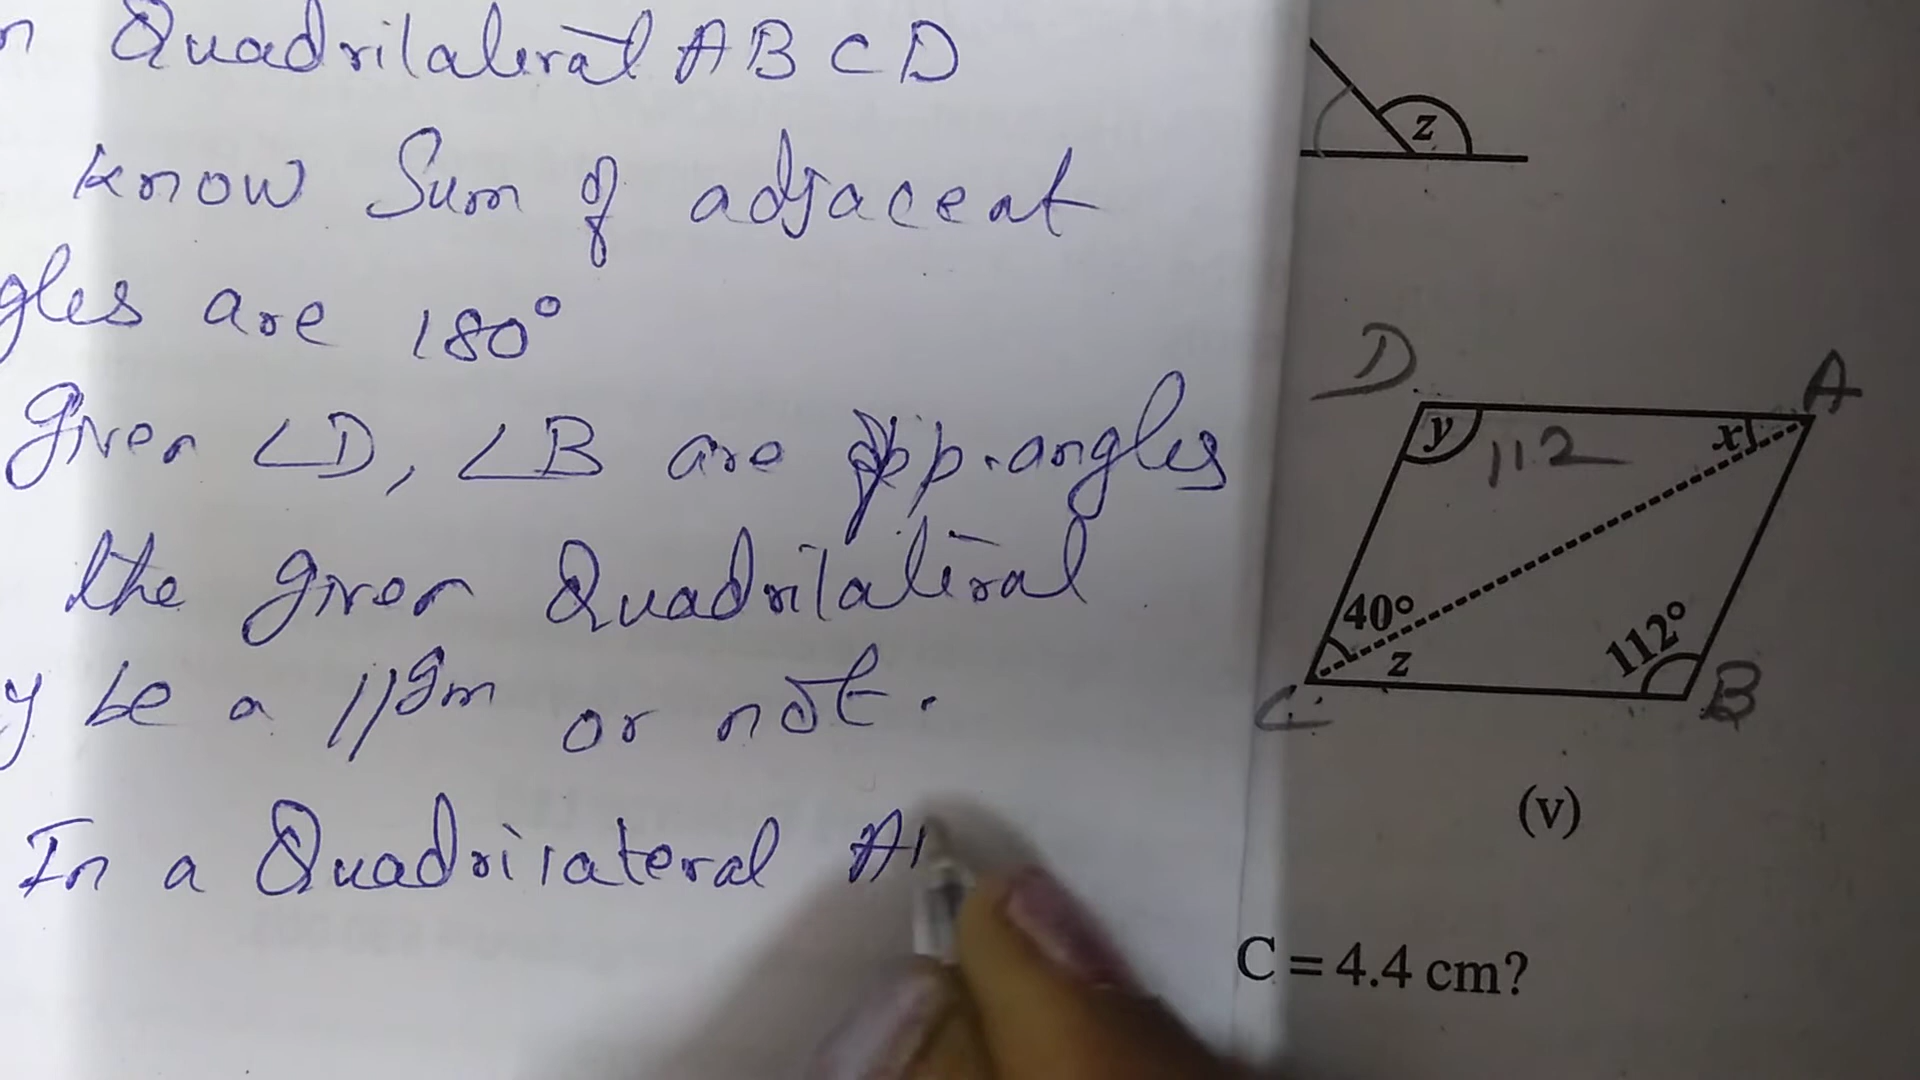 n Quadrilateral ABCD
know Sum of adjacent
gles are 180°
Given ∠D, ∠B are opp. angles
the given Quadrilateral
y be a ||gm or not.
In a Quadrilateral A
z
D
A
y
112
x
40°
z
112°
C
B
(v)
C = 4.4 cm?